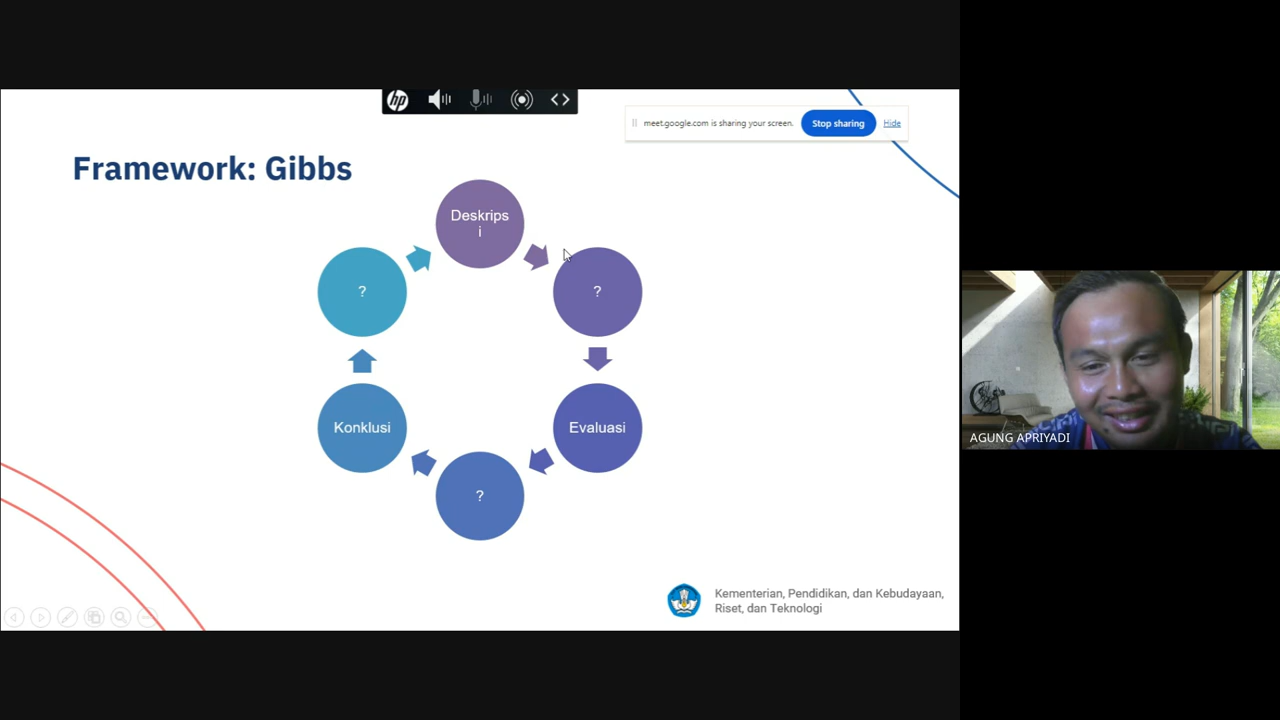 hp
meet.google.com is sharing your screen.
Stop sharing
Hide
Framework: Gibbs
Deskrips
i
?
?
Konklusi
Evaluasi
?
AGUNG APRIYADI
Kementerian, Pendidikan, dan Kebudayaan,
Riset, dan Teknologi